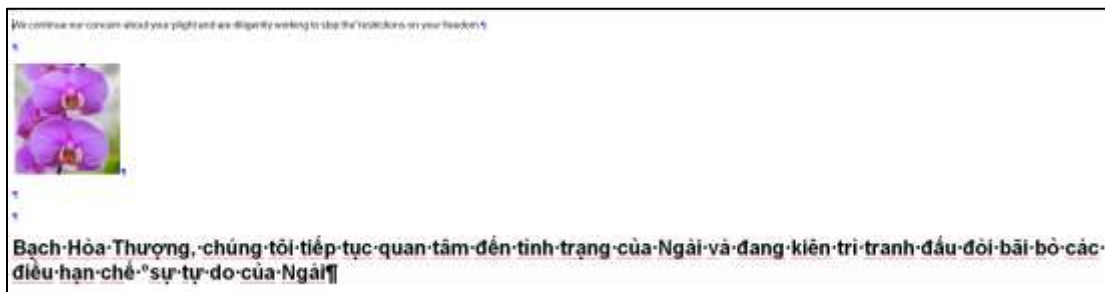 We continue our concern about your plight and are diligently working to stop the restrictions on your freedom.¶
¶
¶
¶
¶
Bạch·Hòa·Thượng,·chúng·tôi·tiếp·tục·quan·tâm·đến·tình·trạng·của·Ngài·và·đang·kiên·trì·tranh·đấu·đòi·bãi·bỏ·các·
điều·hạn·chế·°sự·tự·do·của·Ngài¶